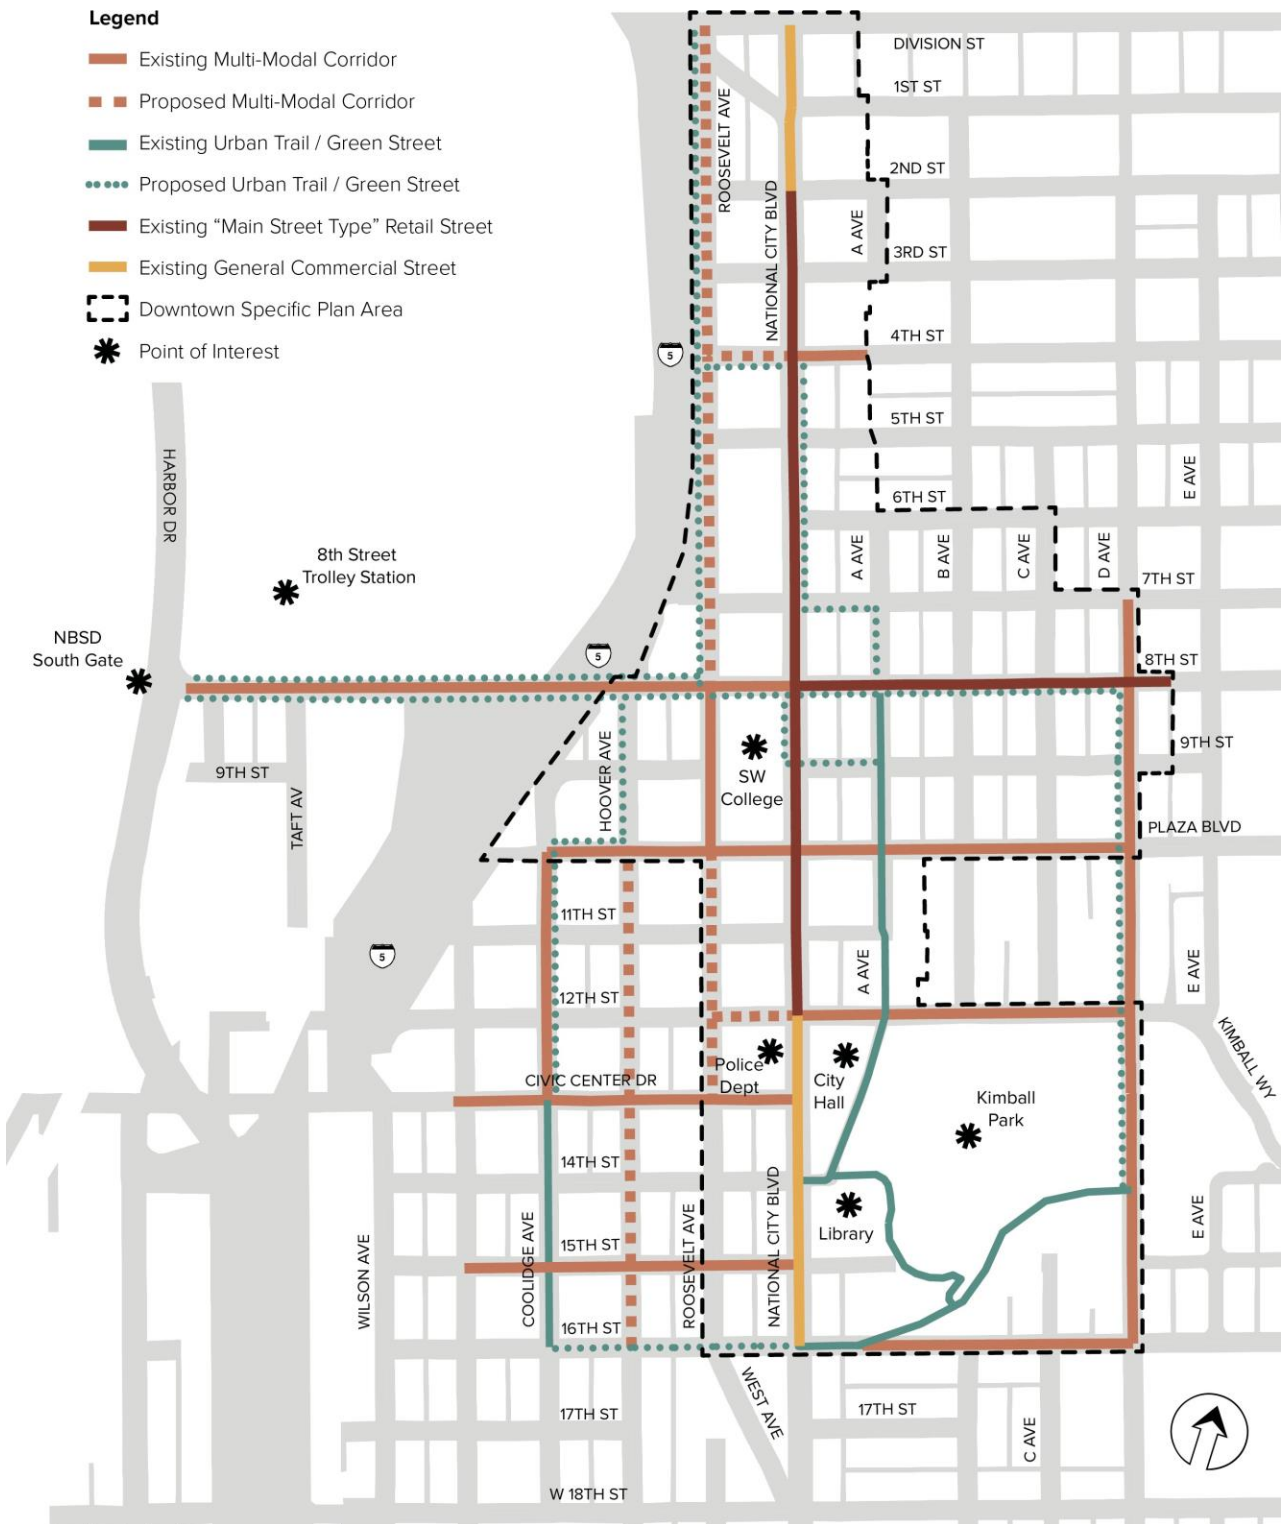 Legend
Existing Multi-Modal Corridor
Proposed Multi-Modal Corridor
Existing Urban Trail / Green Street
Proposed Urban Trail / Green Street
Existing “Main Street Type” Retail Street
Existing General Commercial Street
Downtown Specific Plan Area
Point of Interest
DIVISION ST
1ST ST
ROOSEVELT AVE
2ND ST
NATIONAL CITY BLVD
A AVE
3RD ST
4TH ST
5
5TH ST
HARBOR DR
E AVE
6TH ST
8th Street
Trolley Station
A AVE
B AVE
C AVE
D AVE
7TH ST
NBSD
South Gate
5
8TH ST
9TH ST
HOOVER AVE
SW
College
9TH ST
TAFT AV
PLAZA BLVD
11TH ST
5
A AVE
E AVE
12TH ST
KIMBALL WY
CIVIC CENTER DR
Police
Dept
City
Hall
Kimball
Park
14TH ST
NATIONAL CITY BLVD
E AVE
Library
15TH ST
WILSON AVE
COOLIDGE AVE
ROOSEVELT AVE
16TH ST
WEST AVE
17TH ST
17TH ST
C AVE
W 18TH ST